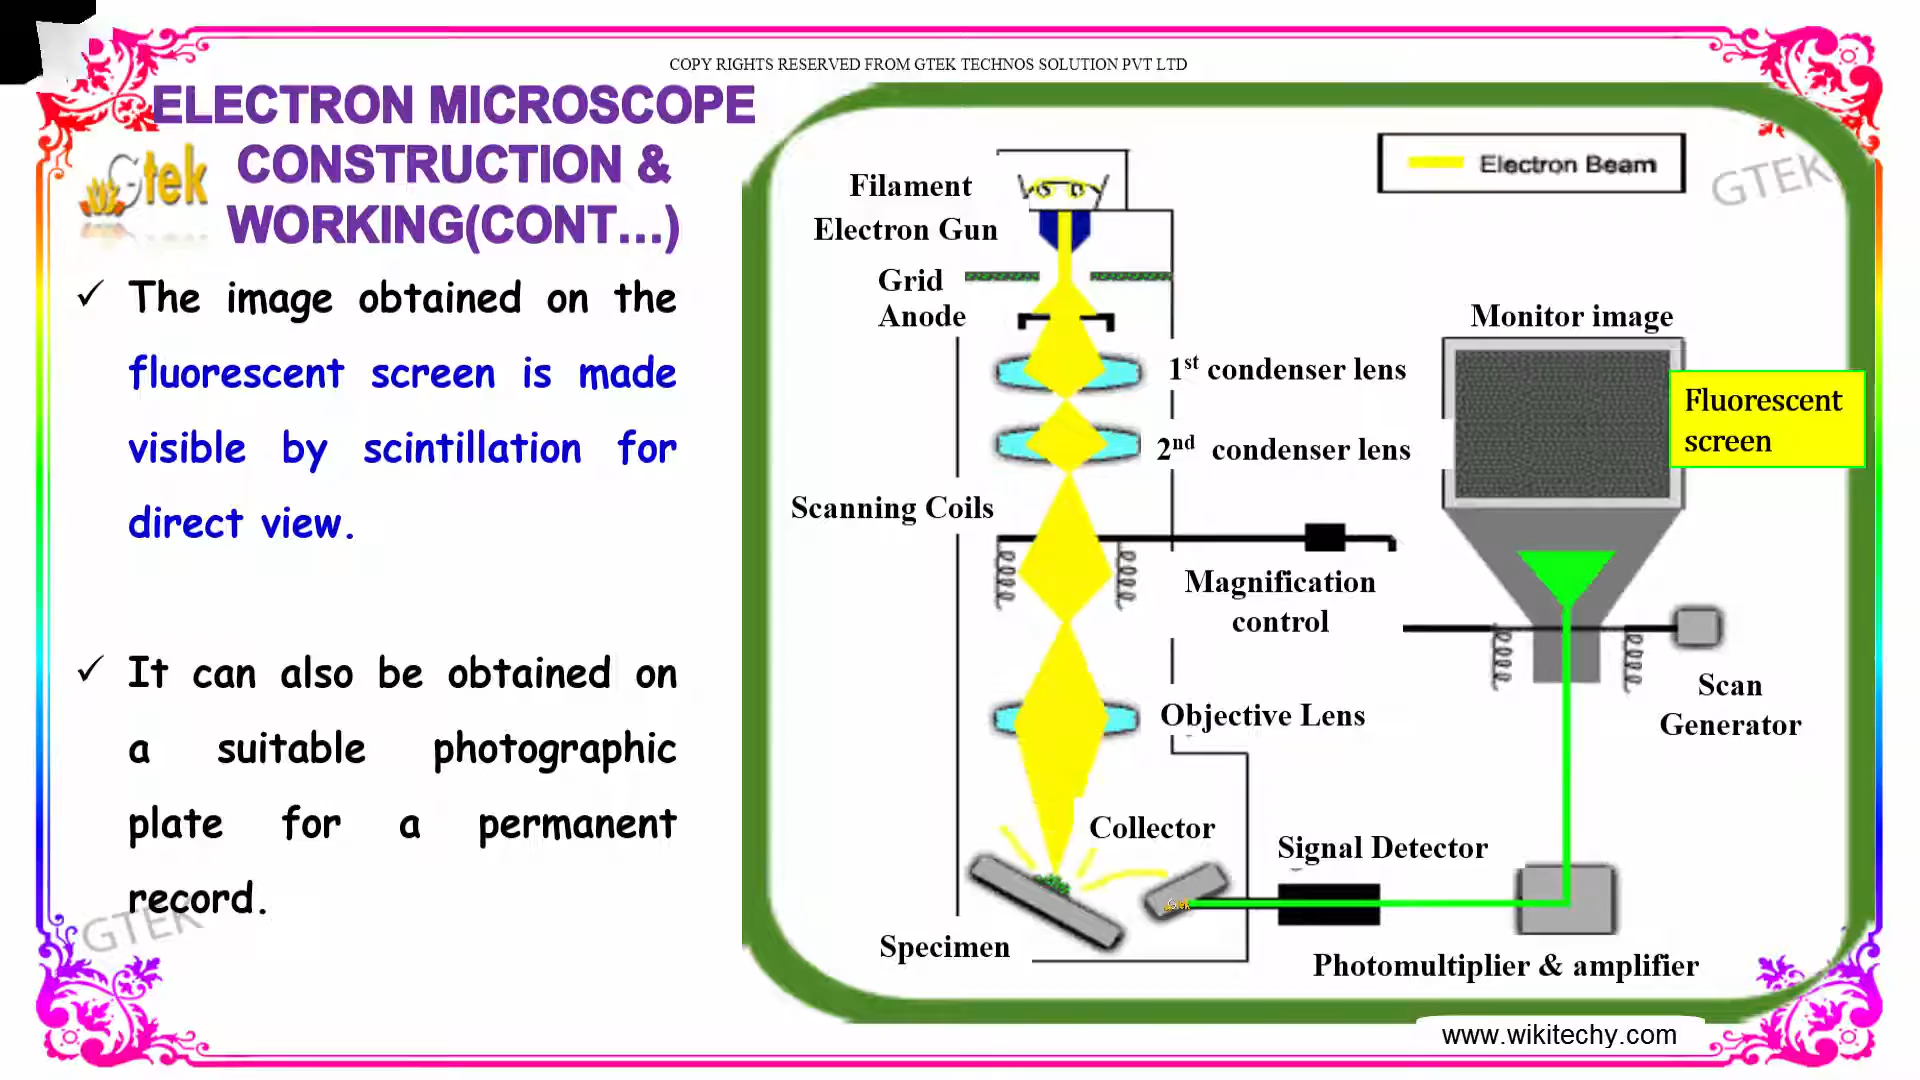 COPY RIGHTS RESERVED FROM GTEK TECHNOS SOLUTION PVT LTD
ELECTRON MICROSCOPE
CONSTRUCTION &
WORKING(CONT...)
Gtek
✓ The image obtained on the
fluorescent screen is made
visible by scintillation for
direct view.
✓ It can also be obtained on
a suitable photographic
plate for a permanent
record.
GTEK
Electron Beam
GTEK
Filament
Electron Gun
Grid
Anode
1st condenser lens
2nd condenser lens
Scanning Coils
Magnification
control
Objective Lens
Collector
Specimen
Signal Detector
Photomultiplier & amplifier
Monitor image
Fluorescent
screen
Scan
Generator
Gtek
www.wikitechy.com